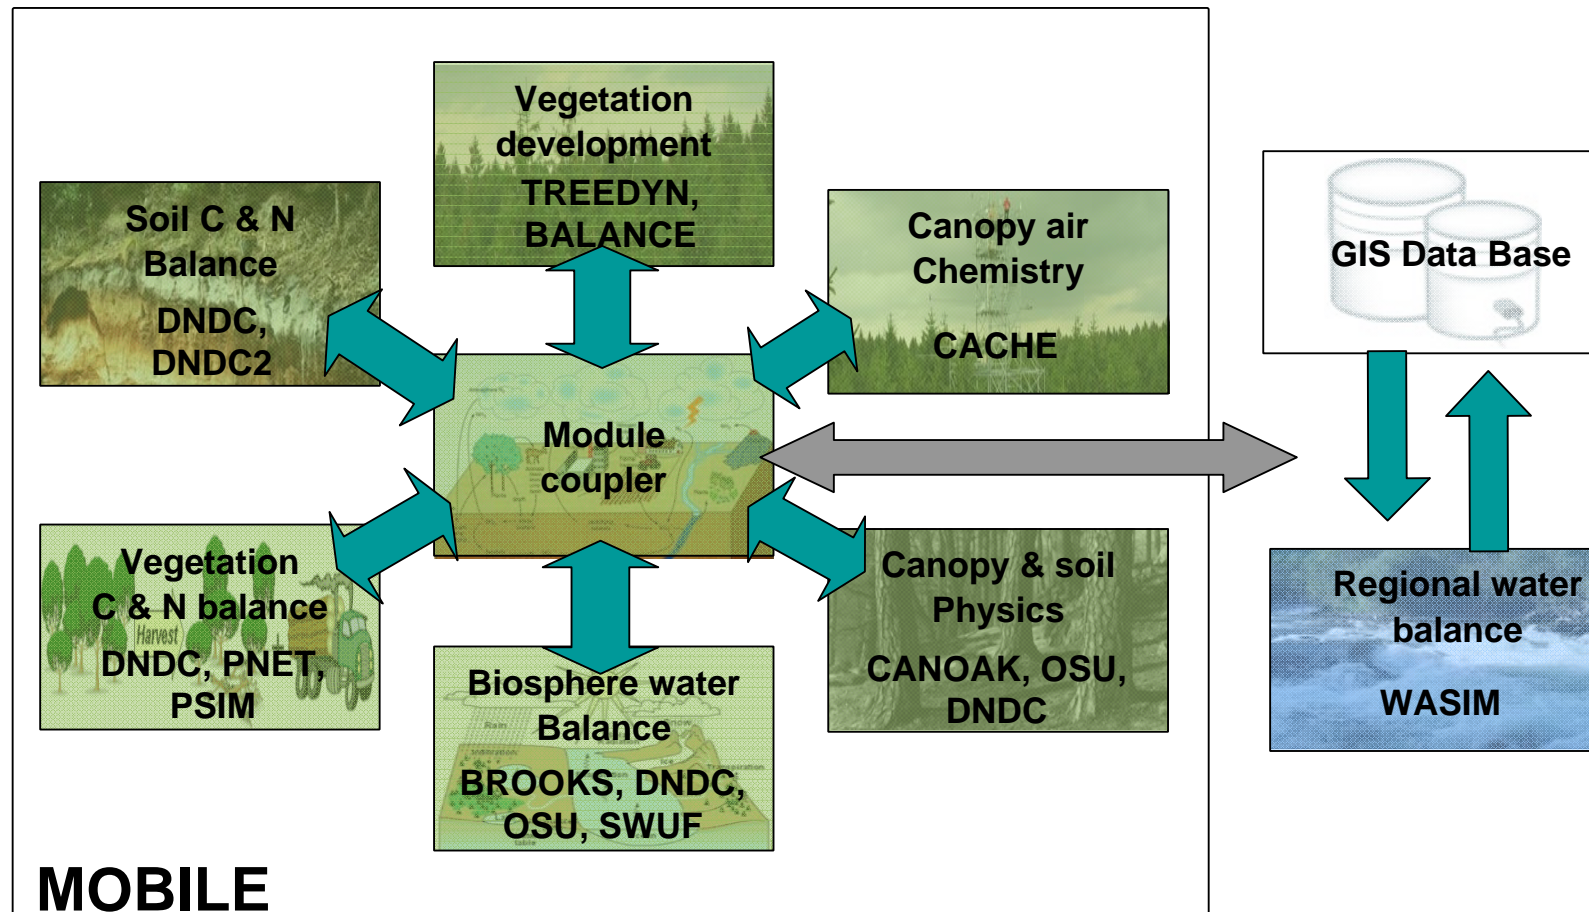 Vegetation
development
TREEDYN,
BALANCE
Soil C & N
Balance
DNDC,
DNDC2
Canopy air
Chemistry
CACHE
GIS Data Base
Module
coupler
Vegetation
C & N balance
Harvest
DNDC, PNET,
PSIM
Biosphere water
Balance
Rain
BROOKS, DNDC,
OSU, SWUF
Canopy & soil
Physics
CANOAK, OSU,
DNDC
Regional water
balance
WASIM
MOBILE